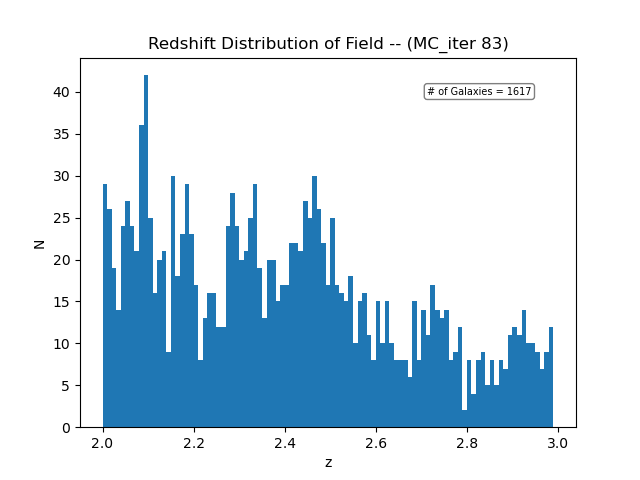 Redshift Distribution of Field -- (MC_iter 83)
# of Galaxies = 1617
N
40
35
30
25
20
15
10
5
0
2.0 2.2 2.4 2.6 2.8 3.0
z